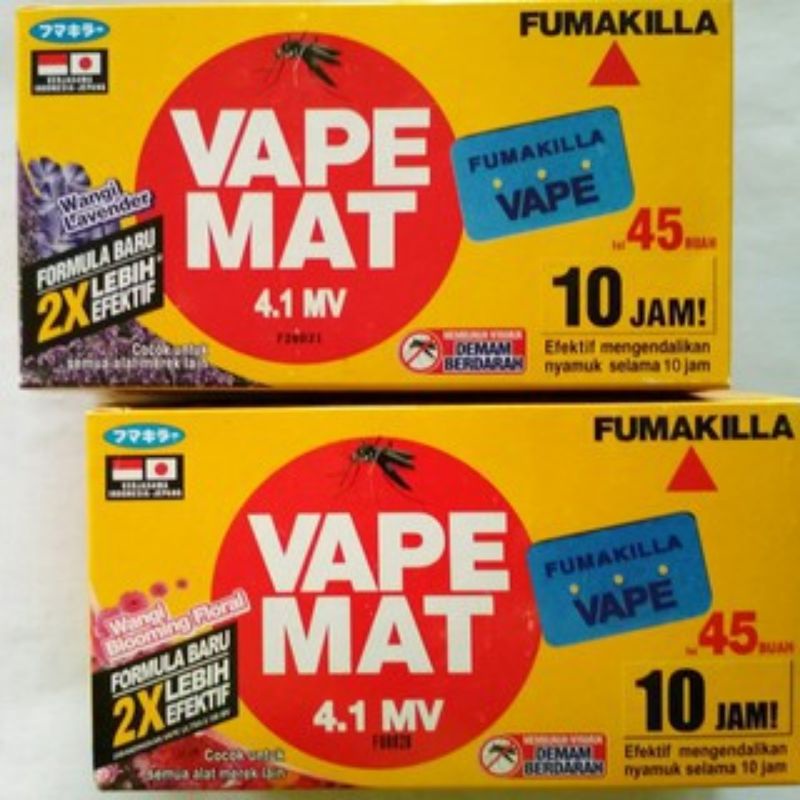 フマキラー
FUMAKILLA
KERJASAMA
INDONESIA-JEPANG
VAPE
MAT
4.1 MV
FUMAKILLA
VAPE
Wangi
Lavender
FORMULA BARU
2X LEBIH
EFEKTIF
Isi 45 BUAH
10 JAM!
Efektif mengendalikan
nyamuk selama 10 jam
DEMAM
BERDARAH
Cocok untuk
semua alat merek lain
フマキラー
FUMAKILLA
KERJASAMA
INDONESIA-JEPANG
VAPE
MAT
4.1 MV
FUMAKILLA
VAPE
Wangi
Blooming Floral
FORMULA BARU
2X LEBIH
EFEKTIF
Isi 45 BUAH
10 JAM!
Efektif mengendalikan
nyamuk selama 10 jam
DEMAM
BERDARAH
Cocok untuk
semua alat merek lain